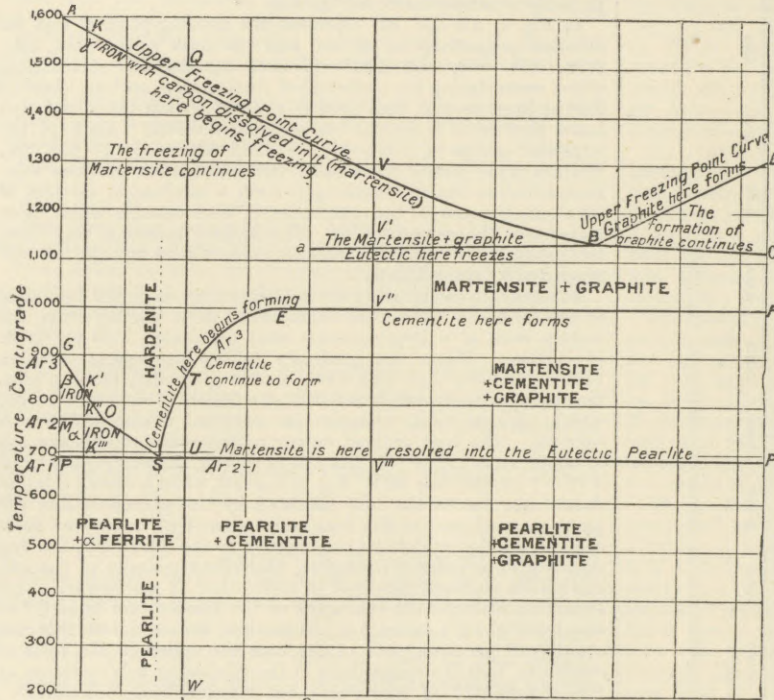 A
1,600
K
Q
1,500
Upper Freezing Point Curve
γ IRON with carbon dissolved in it (martensite)
here begins freezing
1,400
The freezing of
Martensite continues
1,300
V
Upper Freezing Point Curve
Graphite here forms
1,200
V'
B
The
formation of
graphite continues
a
The Martensite + graphite
Eutectic here freezes
1,100
MARTENSITE + GRAPHITE
Temperature Centigrade
HARDENITE
1,000
Cementite here begins forming
E
V"
F
Cementite here forms
Ar 3
G
900
Ar3
β
IRON
K'
T
Cementite
continue to form
MARTENSITE
+CEMENTITE
+GRAPHITE
800
K"
O
Ar2
M
α IRON
K'''
700
P
S
U
Martensite is here resolved into the Eutectic Pearlite
Ar1
Ar 2-1
V'''
600
PEARLITE
+ α FERRITE
PEARLITE
+ CEMENTITE
PEARLITE
+CEMENTITE
+GRAPHITE
500
400
PEARLITE
300
200
W